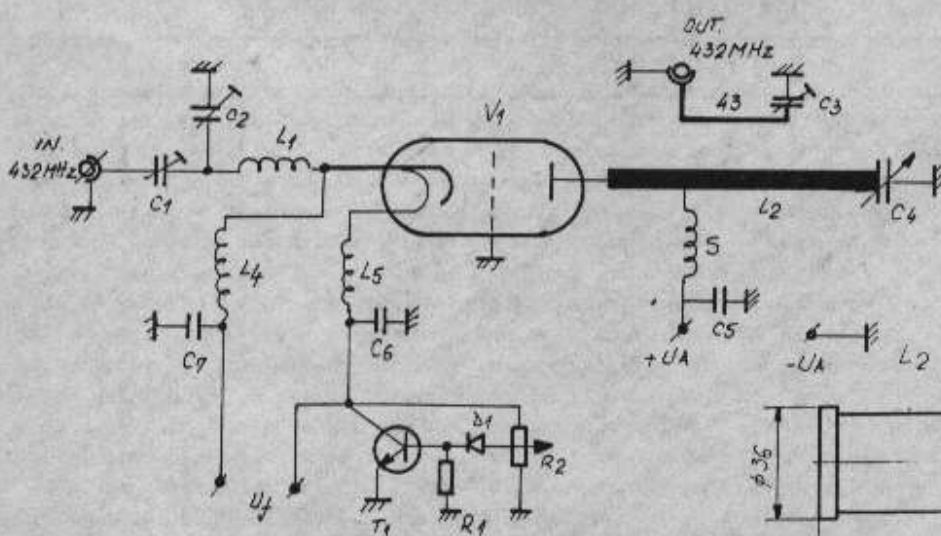 OUT.
432MHz
43
C3
C2
V1
L1
IN.
432MHz
C1
L2
C4
L4
L5
S
C7
C6
C5
+UA
-UA
L2
D1
R2
Uf
T1
R1
ø36